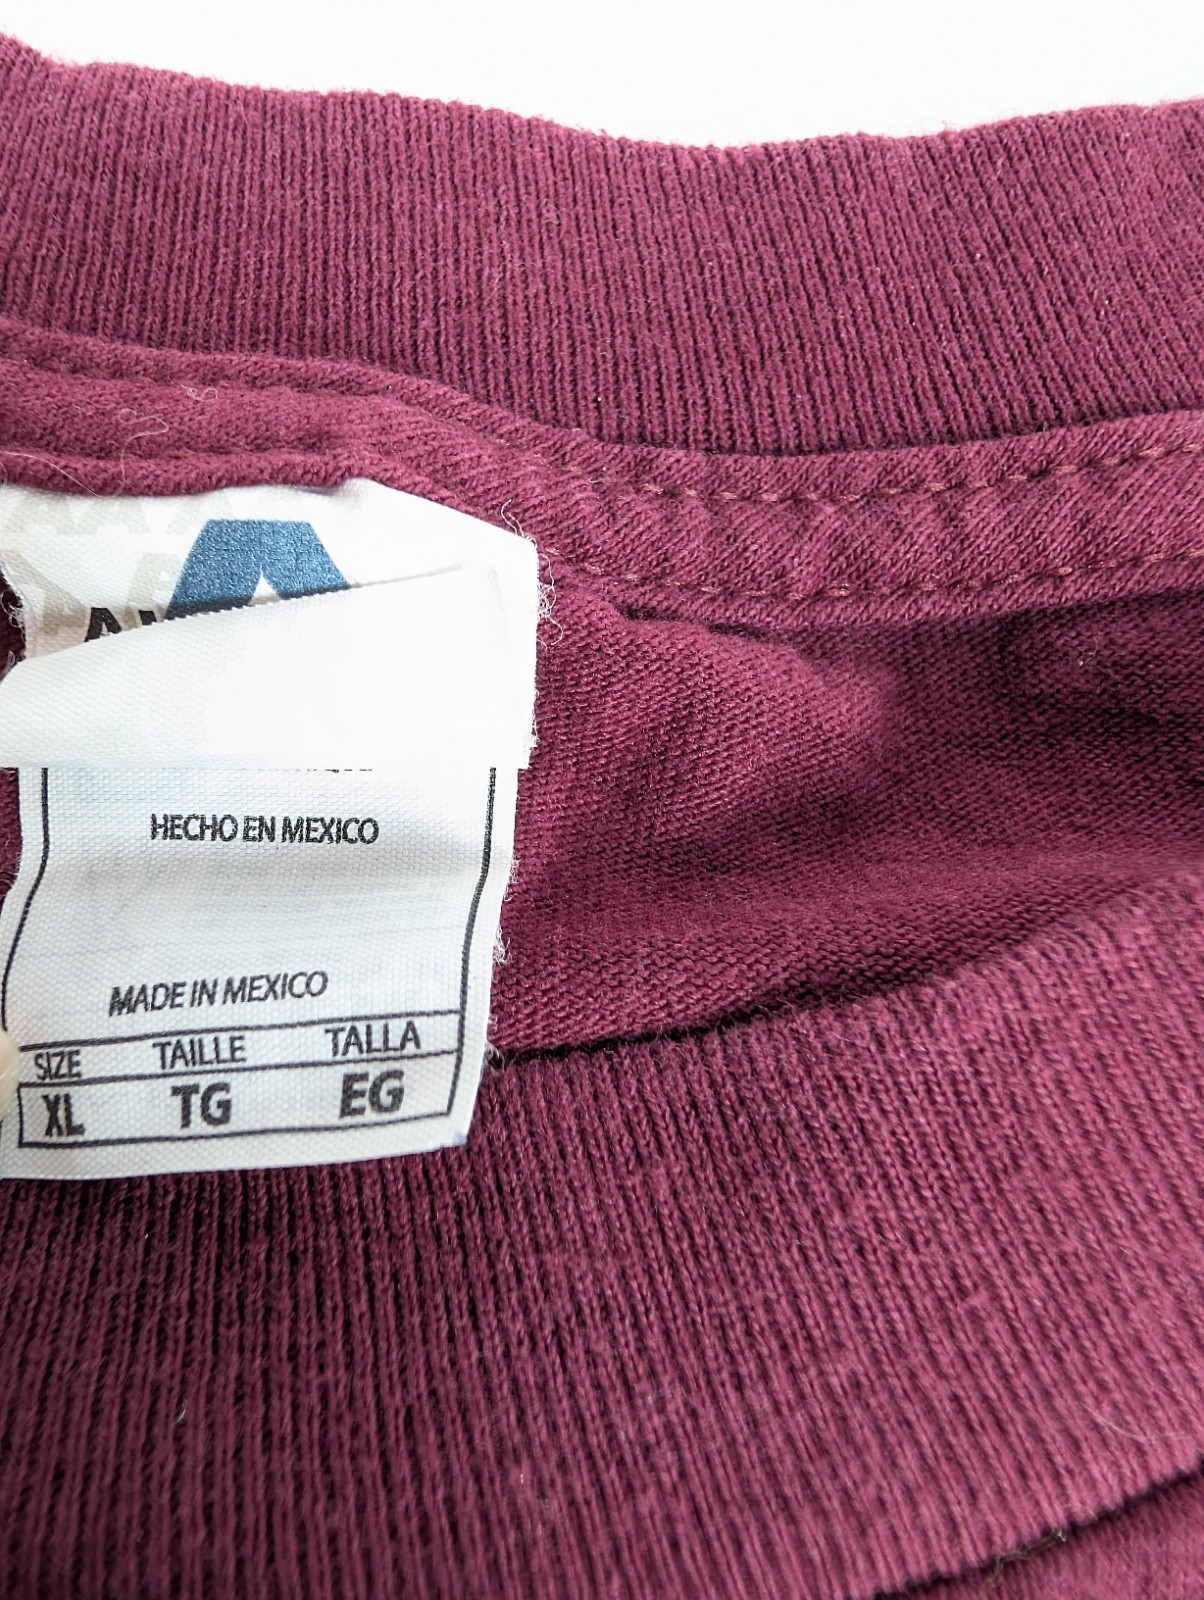 HECHO EN MEXICO
MADE IN MEXICO
SIZE TAILLE TALLA
XL TG EG